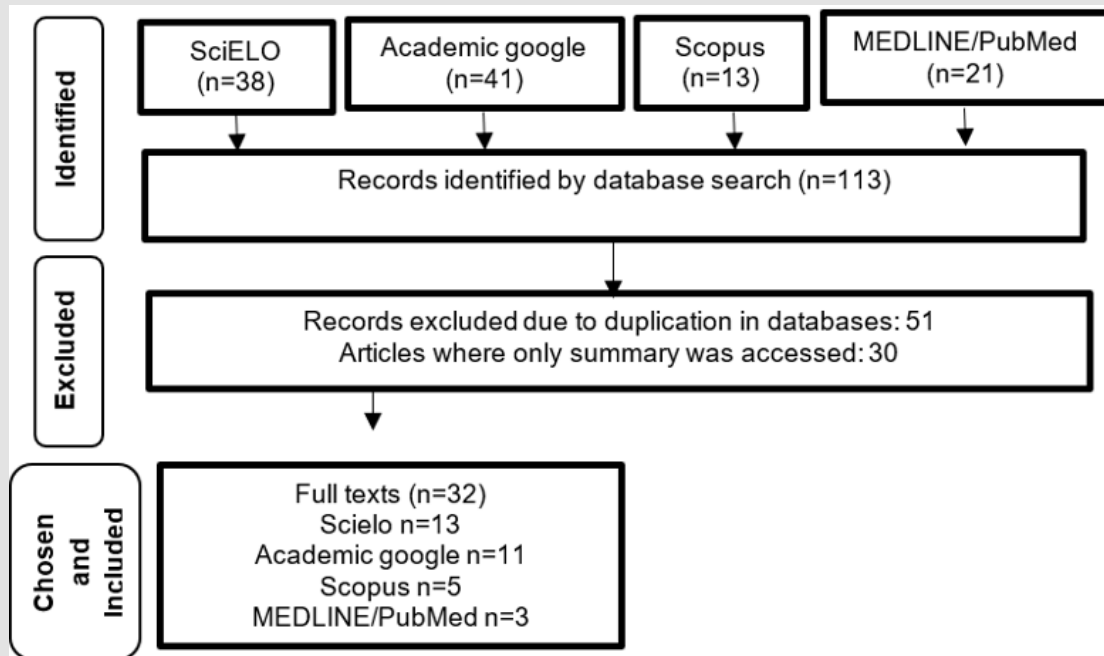 Identified
SciELO
(n=38)
Academic google
(n=41)
Scopus
(n=13)
MEDLINE/PubMed
(n=21)
Records identified by database search (n=113)
Excluded
Records excluded due to duplication in databases: 51
Articles where only summary was accessed: 30
Chosen
and
Included
Full texts (n=32)
Scielo n=13
Academic google n=11
Scopus n=5
MEDLINE/PubMed n=3